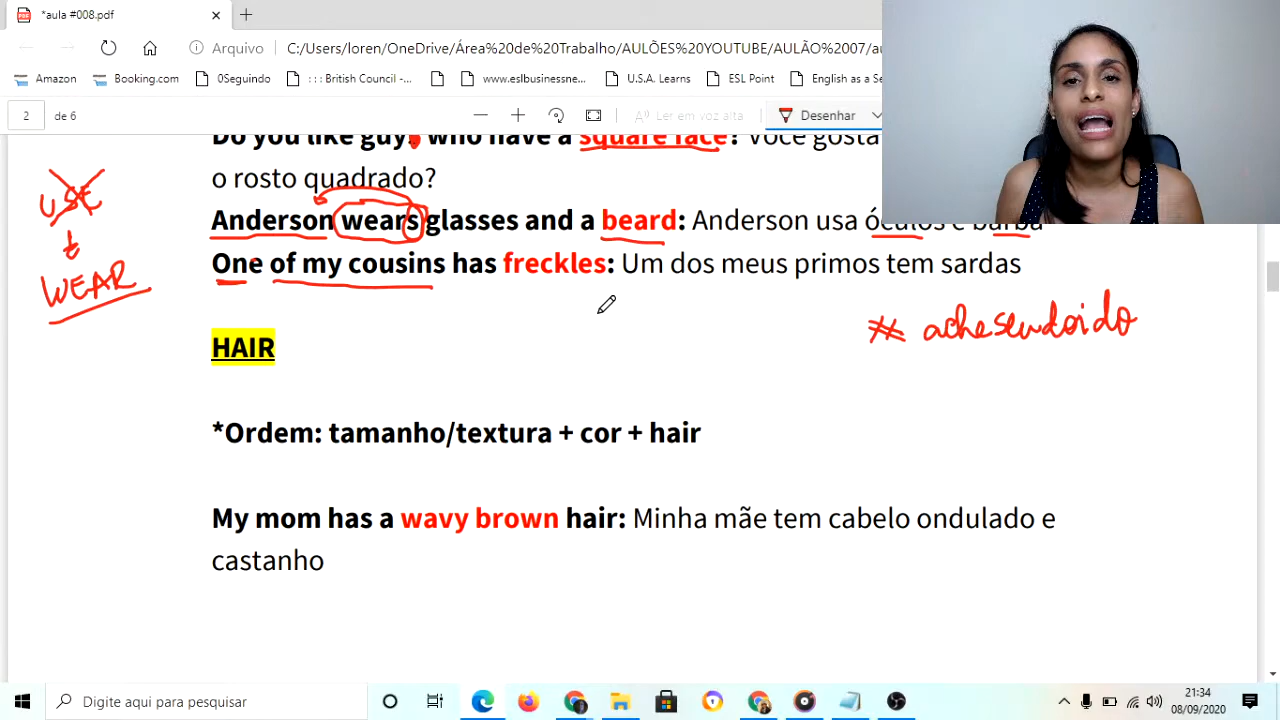 *aula #008.pdf
Arquivo C:/Users/loren/OneDrive/Área%20de%20Trabalho/AULÕES%20YOUTUBE/AULÃO%2007/au
Amazon Booking.com 0Seguindo ::: British Council -... www.eslbusinessne... U.S.A. Learns ESL Point English as a Se
2 de 6 Ler em voz alta Desenhar
Do you like guys who have a square face? Você gosta
o rosto quadrado?
USE
Anderson wears glasses and a beard: Anderson usa óculos e barba
One of my cousins has freckles: Um dos meus primos tem sardas
WEAR
HAIR
*Ordem: tamanho/textura + cor + hair
My mom has a wavy brown hair: Minha mãe tem cabelo ondulado e
castanho
Digite aqui para pesquisar
21:34
08/09/2020